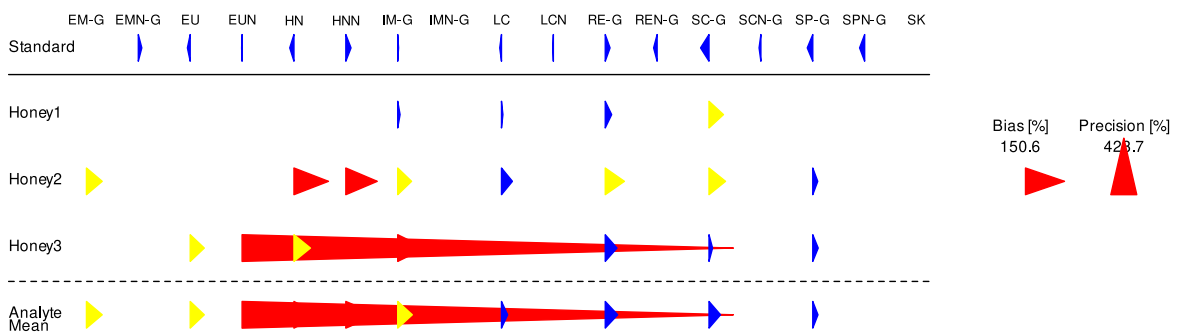 EM-G EMN-G EU EUN HN HNN IM-G IMN-G LC LCN RE-G REN-G SC-G SCN-G SP-G SPN-G SK
Standard
Honey1
Bias [%] Precision [%]
150.6
Honey2
Honey3
Analyte
Mean